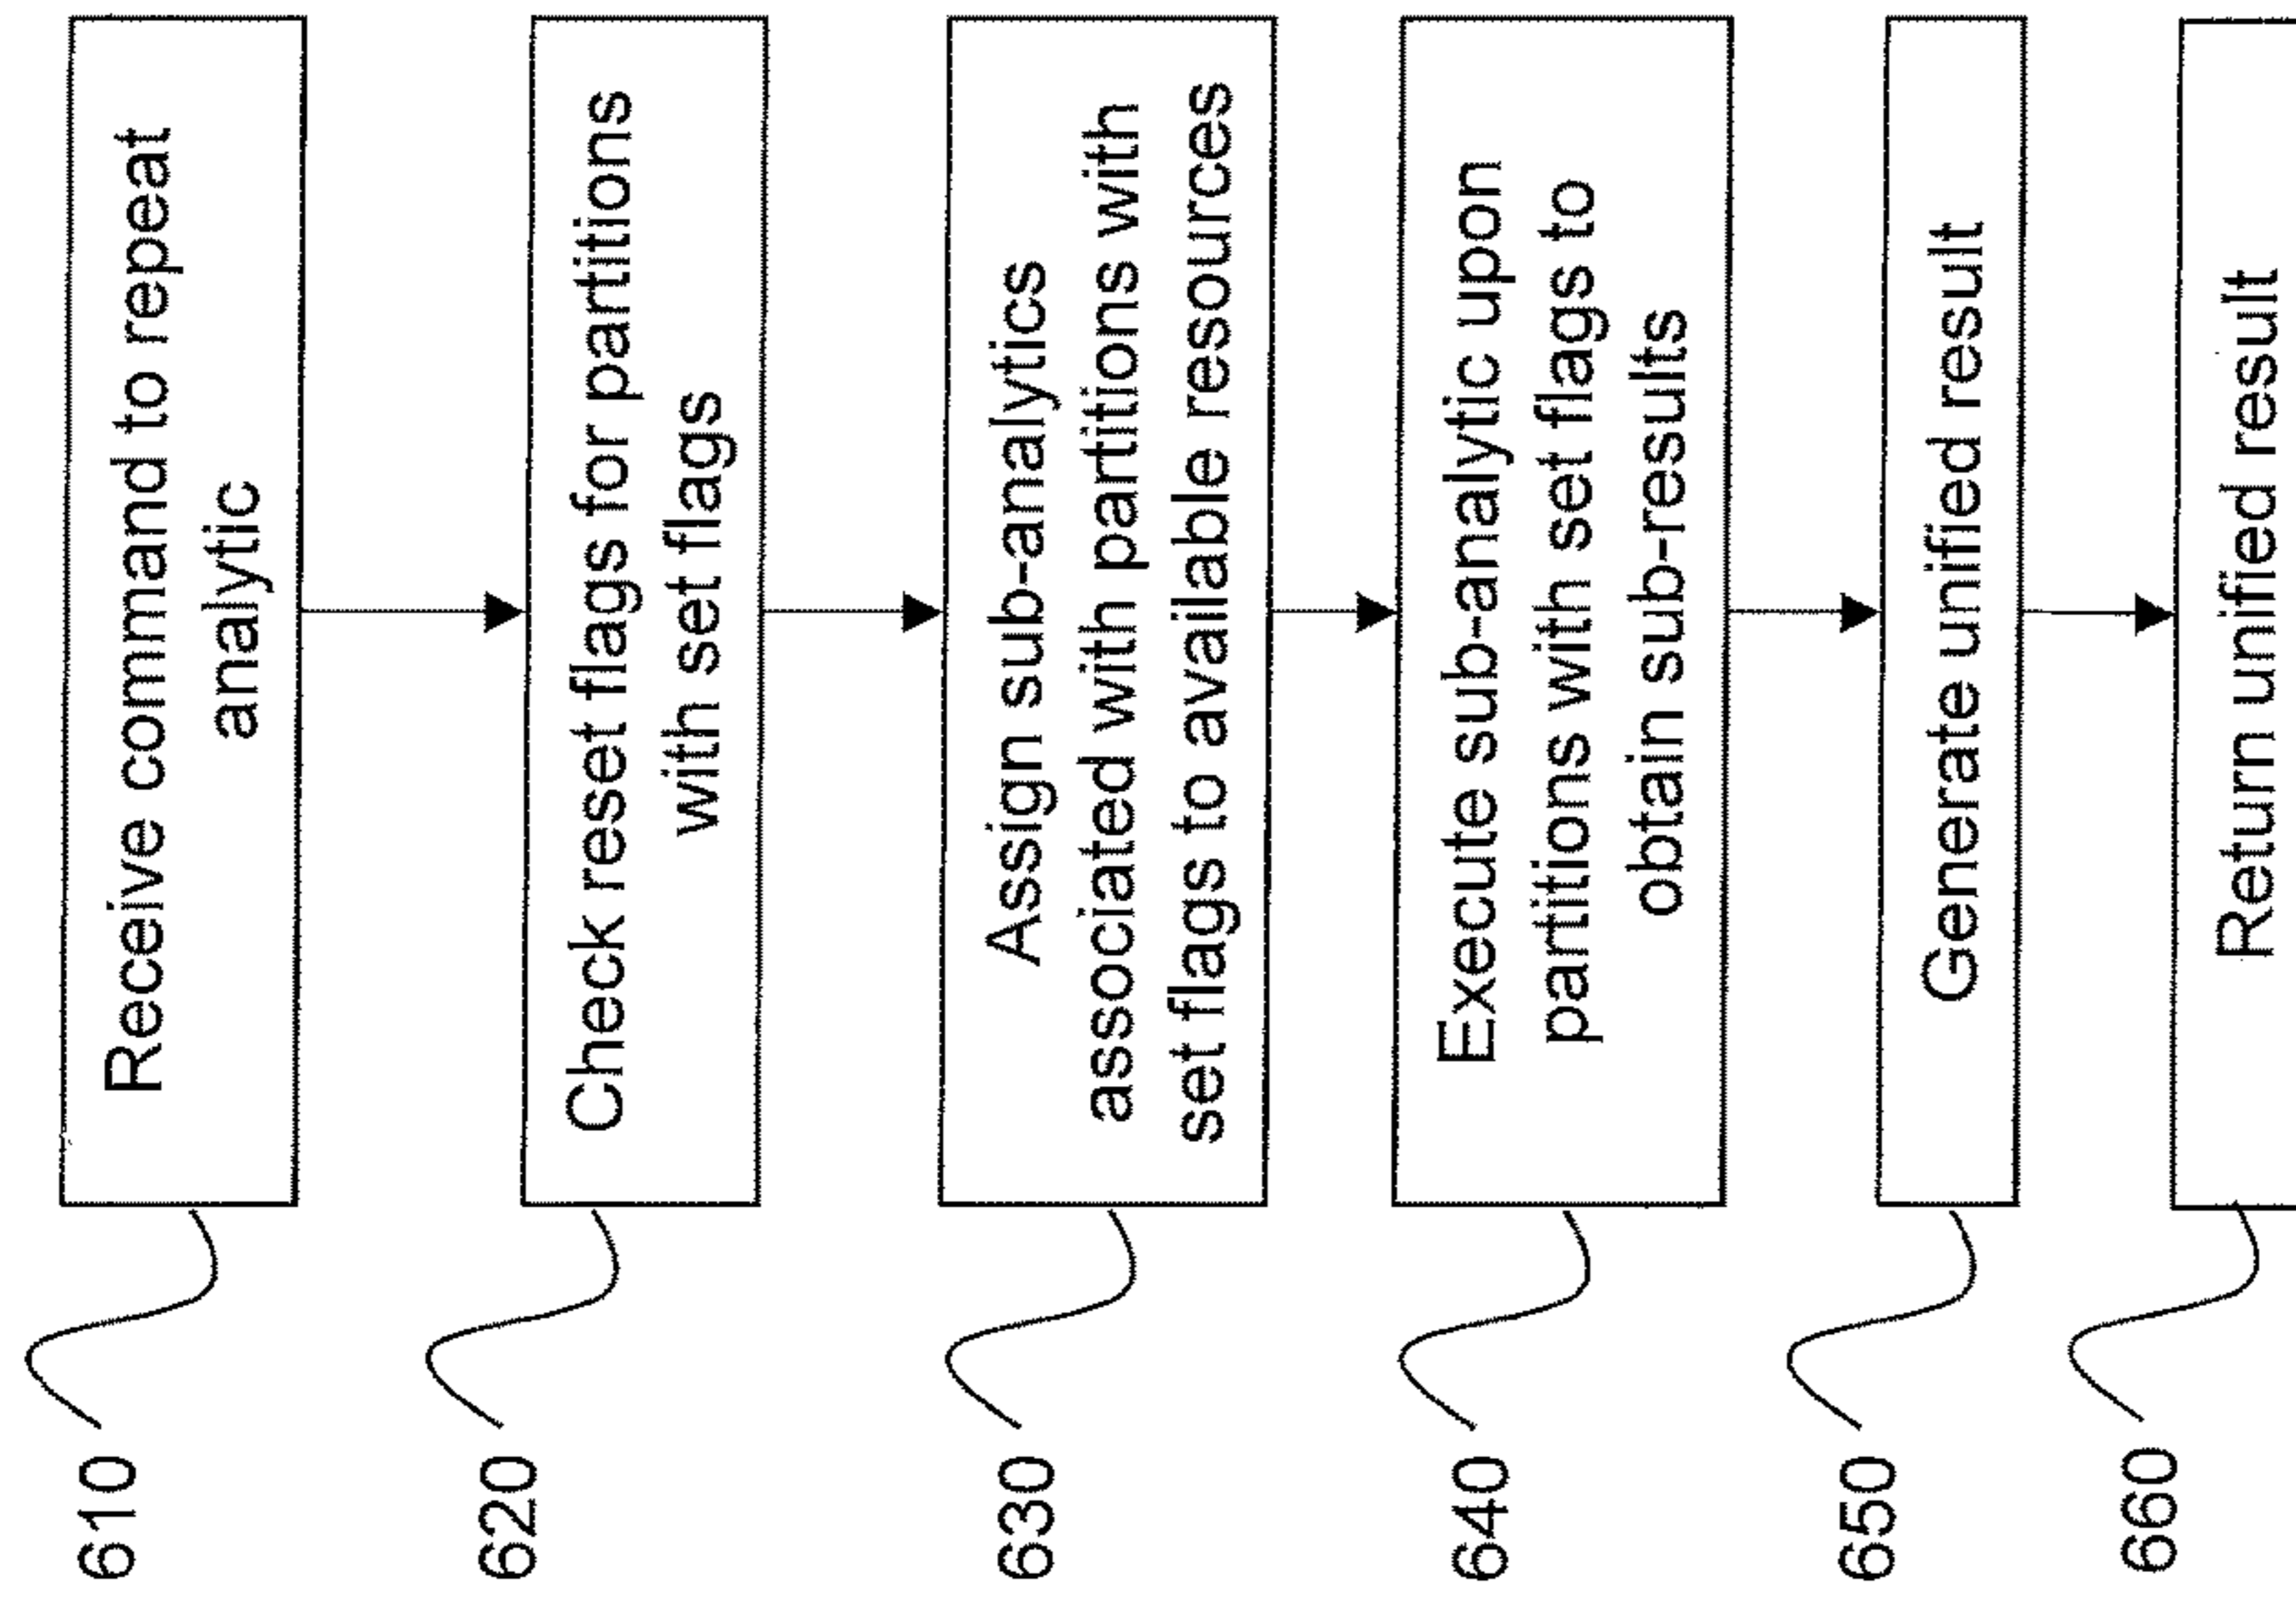 610
Receive command to repeat
analytic
620
Check reset flags for partitions
with set flags
630
Assign sub-analytics
associated with partitions with
set flags to available resources
640
Execute sub-analytic upon
partitions with set flags to
obtain sub-results
650
Generate unified result
660
Return unified result